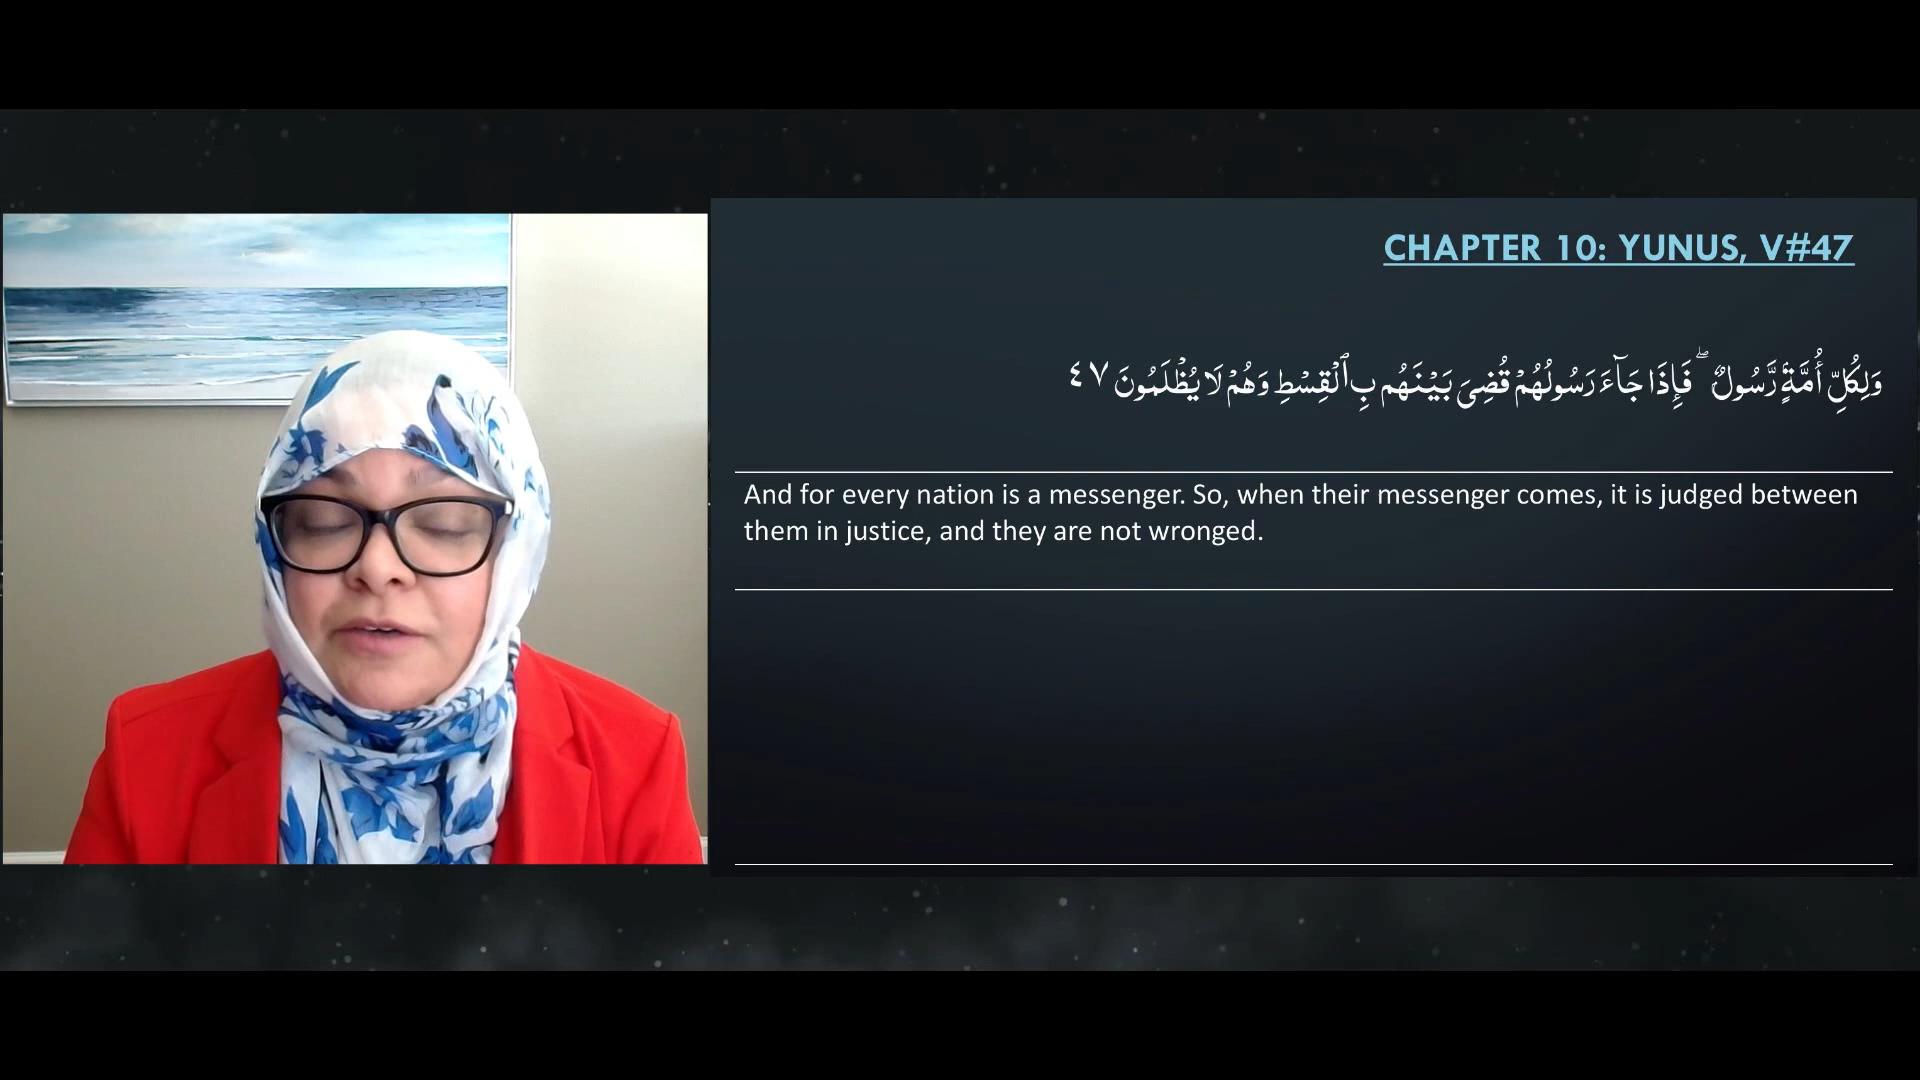 CHAPTER 10: YUNUS, V#47
وَلِكُلِّ أُمَّةٍ رَّسُولٌ ۖ فَإِذَا جَآءَ رَسُولُهُمْ قُضِىَ بَيْنَهُم بِٱلْقِسْطِ وَهُمْ لَا يُظْلَمُونَ ٤٧
And for every nation is a messenger. So, when their messenger comes, it is judged between
them in justice, and they are not wronged.